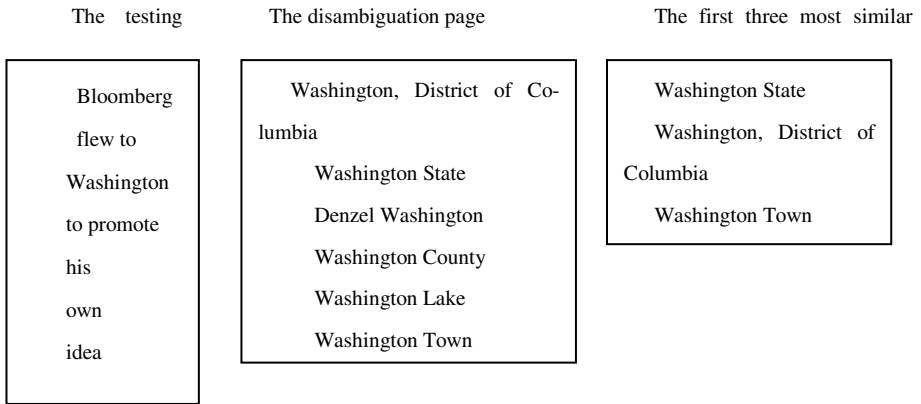 The testing
Bloomberg
flew to
Washington
to promote
his
own
idea
The disambiguation page
Washington, District of Co-
lumbia
Washington State
Denzel Washington
Washington County
Washington Lake
Washington Town
The first three most similar
Washington State
Washington, District of
Columbia
Washington Town